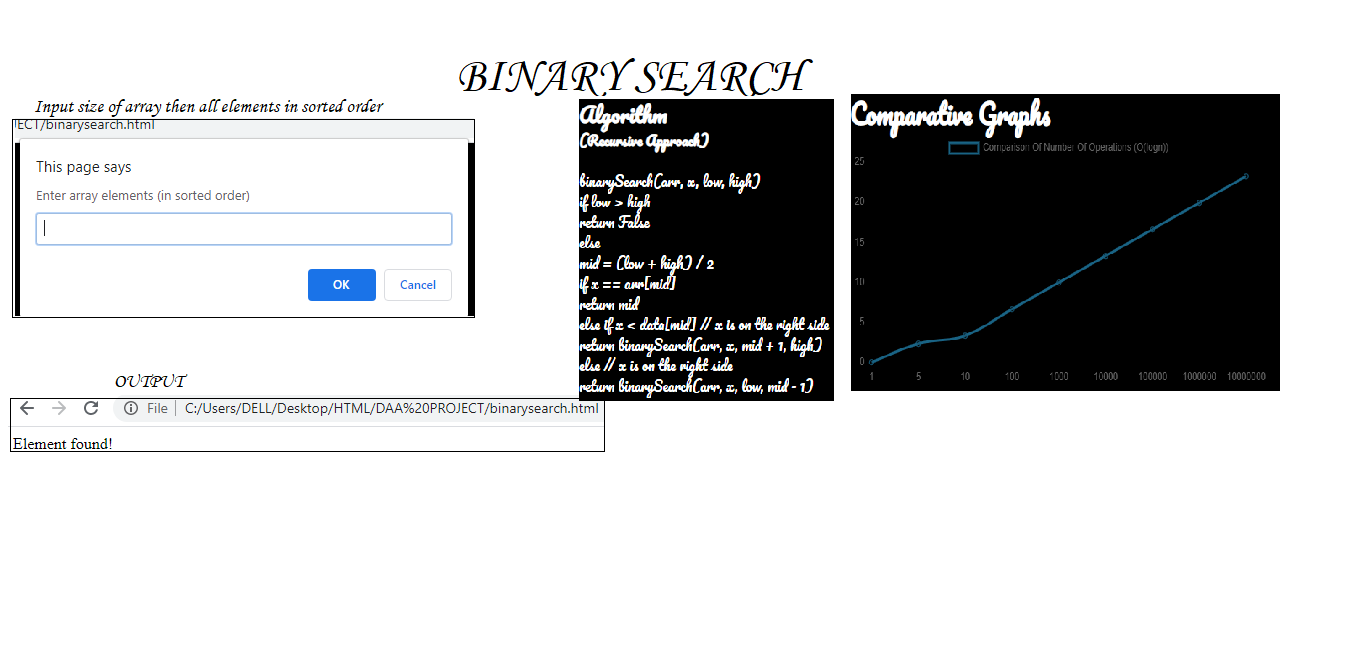 BINARY SEARCH
Input size of array then all elements in sorted order
IECT/binarysearch.html
This page says
Enter array elements (in sorted order)
OK
Cancel
OUTPUT
File
C:/Users/DELL/Desktop/HTML/DAA%20PROJECT/binarysearch.html
Element found!
Algorithm
(Recursive Approach)
binarySearch(arr, x, low, high)
if low > high
return False
else
mid = (low + high) / 2
if x == arr[mid]
return mid
else if x < data[mid] // x is on the right side
return binarySearch(arr, x, mid + 1, high)
else // x is on the right side
return binarySearch(arr, x, low, mid - 1)
Comparative Graphs
Comparison Of Number Of Operations (O(logn))
25
20
15
10
5
0
1 5 10 100 1000 10000 100000 1000000 10000000